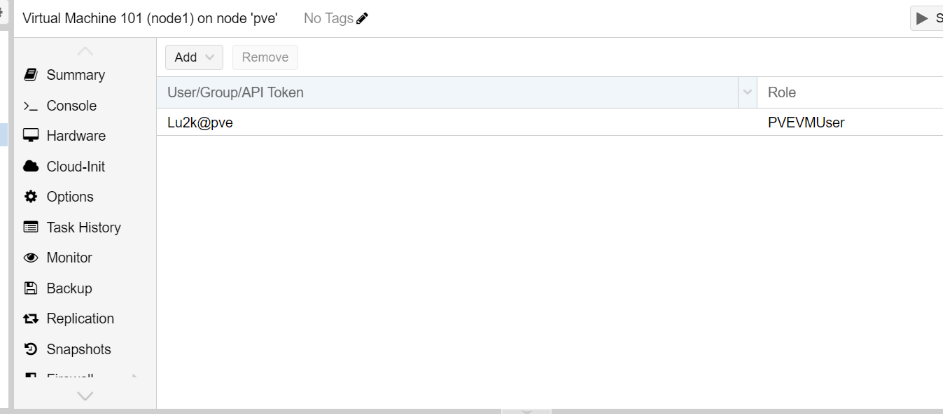 Virtual Machine 101 (node1) on node 'pve' No Tags
Add Remove
User/Group/API Token Role
Lu2k@pve PVEVMUser
Summary
Console
Hardware
Cloud-Init
Options
Task History
Monitor
Backup
Replication
Snapshots